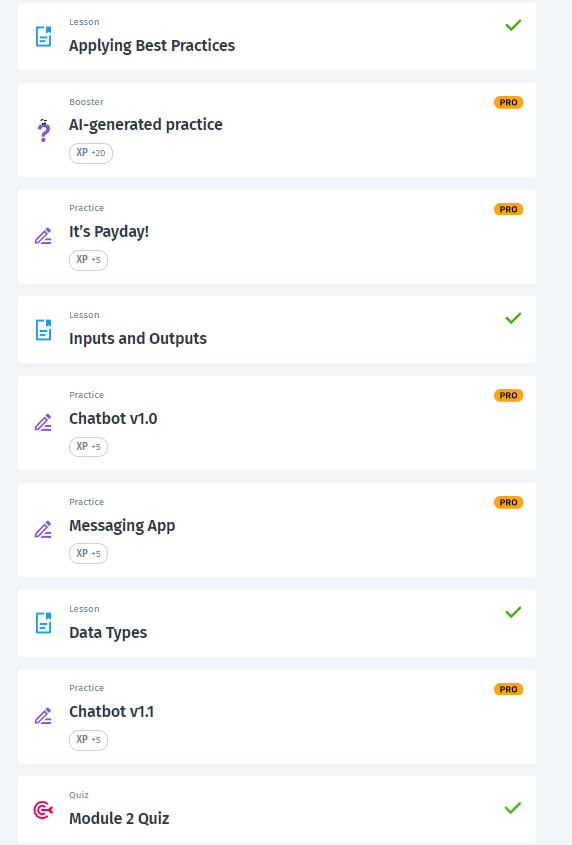 Lesson
Applying Best Practices
Booster
PRO
AI-generated practice
XP +20
Practice
PRO
It’s Payday!
XP +5
Lesson
Inputs and Outputs
Practice
PRO
Chatbot v1.0
XP +5
Practice
PRO
Messaging App
XP +5
Lesson
Data Types
Practice
PRO
Chatbot v1.1
XP +5
Quiz
Module 2 Quiz